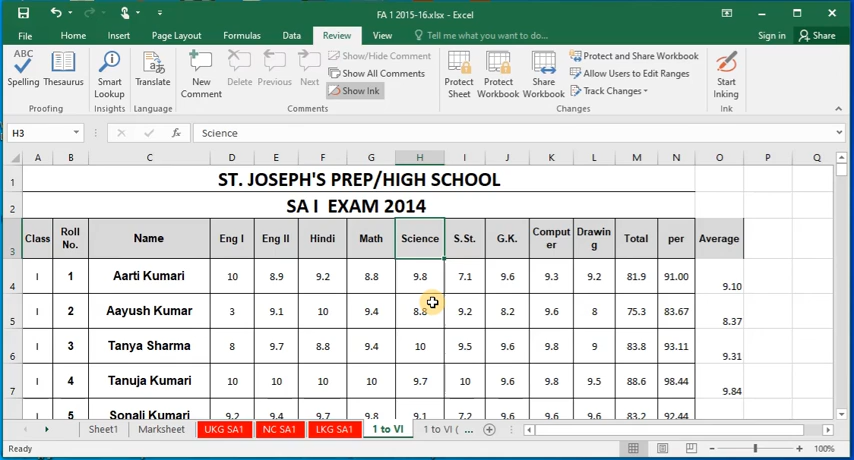 FA 1 2015-16.xlsx - Excel
File Home Insert Page Layout Formulas Data Review View Tell me what you want to do... Sign in Share
ABC
Spelling Thesaurus Smart Lookup Translate New Comment Delete Previous Next
Show/Hide Comment
Show All Comments
Show Ink
Protect Sheet Protect Workbook Share Workbook
Protect and Share Workbook
Allow Users to Edit Ranges
Track Changes
Start Inking
Proofing Insights Language Comments Changes Ink
H3 fx Science
A B C D E F G H I J K L M N O P Q
1 ST. JOSEPH'S PREP/HIGH SCHOOL
2 SA I EXAM 2014
3 Class Roll No. Name Eng I Eng II Hindi Math Science S.St. G.K. Computer Drawing Total per Average
4 I 1 Aarti Kumari 10 8.9 9.2 8.8 9.8 7.1 9.6 9.3 9.2 81.9 91.00 9.10
5 I 2 Aayush Kumar 3 9.1 10 9.4 8.8 9.2 8.2 9.6 8 75.3 83.67 8.37
6 I 3 Tanya Sharma 8 9.7 8.8 9.4 10 9.5 9.6 9.8 9 83.8 93.11 9.31
7 I 4 Tanuja Kumari 10 10 10 10 9.7 10 9.6 9.8 9.5 88.6 98.44 9.84
I 5 Sonali Kumari 9.2 9.4 9.7 9.8 9.1 7.2 9.6 9.6 9.6 83.2 92.44
Sheet1 Marksheet UKG SA1 NC SA1 LKG SA1 1 to VI 1 to VI ( ...
Ready 100%